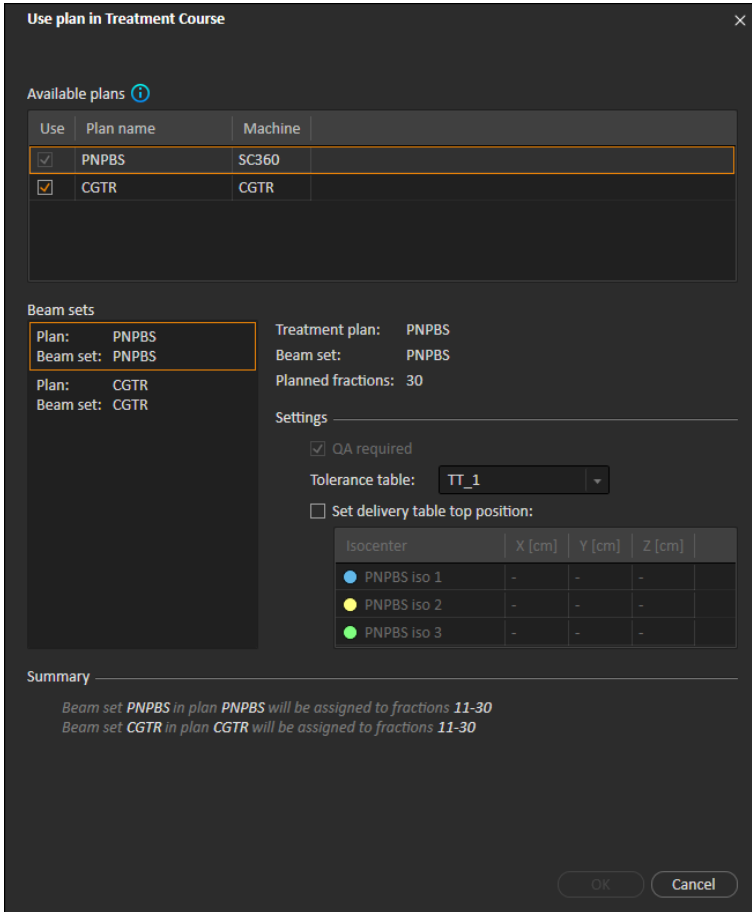 Use plan in Treatment Course
Available plans
Use Plan name Machine
PNPBS SC360
CGTR CGTR
Beam sets
Plan: PNPBS
Beam set: PNPBS
Plan: CGTR
Beam set: CGTR
Treatment plan: PNPBS
Beam set: PNPBS
Planned fractions: 30
Settings
QA required
Tolerance table: TT_1
Set delivery table top position:
Isocenter X [cm] Y [cm] Z [cm]
PNPBS iso 1 - - -
PNPBS iso 2 - - -
PNPBS iso 3 - - -
Summary
Beam set PNPBS in plan PNPBS will be assigned to fractions 11-30
Beam set CGTR in plan CGTR will be assigned to fractions 11-30
OK Cancel